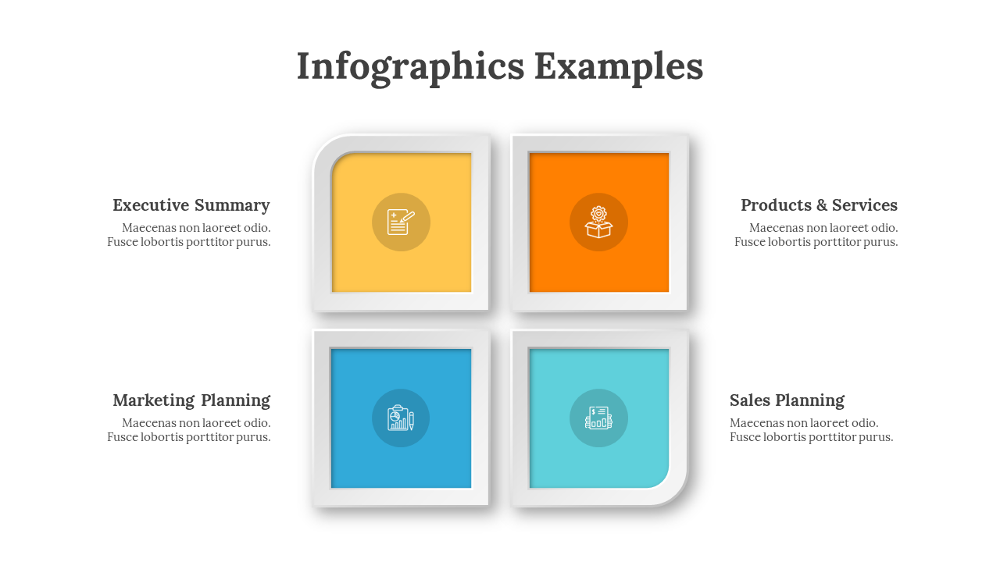 Infographics Examples
Executive Summary
Maecenas non laoreet odio.
Fusce lobortis porttitor purus.
Products & Services
Maecenas non laoreet odio.
Fusce lobortis porttitor purus.
Marketing Planning
Maecenas non laoreet odio.
Fusce lobortis porttitor purus.
Sales Planning
Maecenas non laoreet odio.
Fusce lobortis porttitor purus.
$